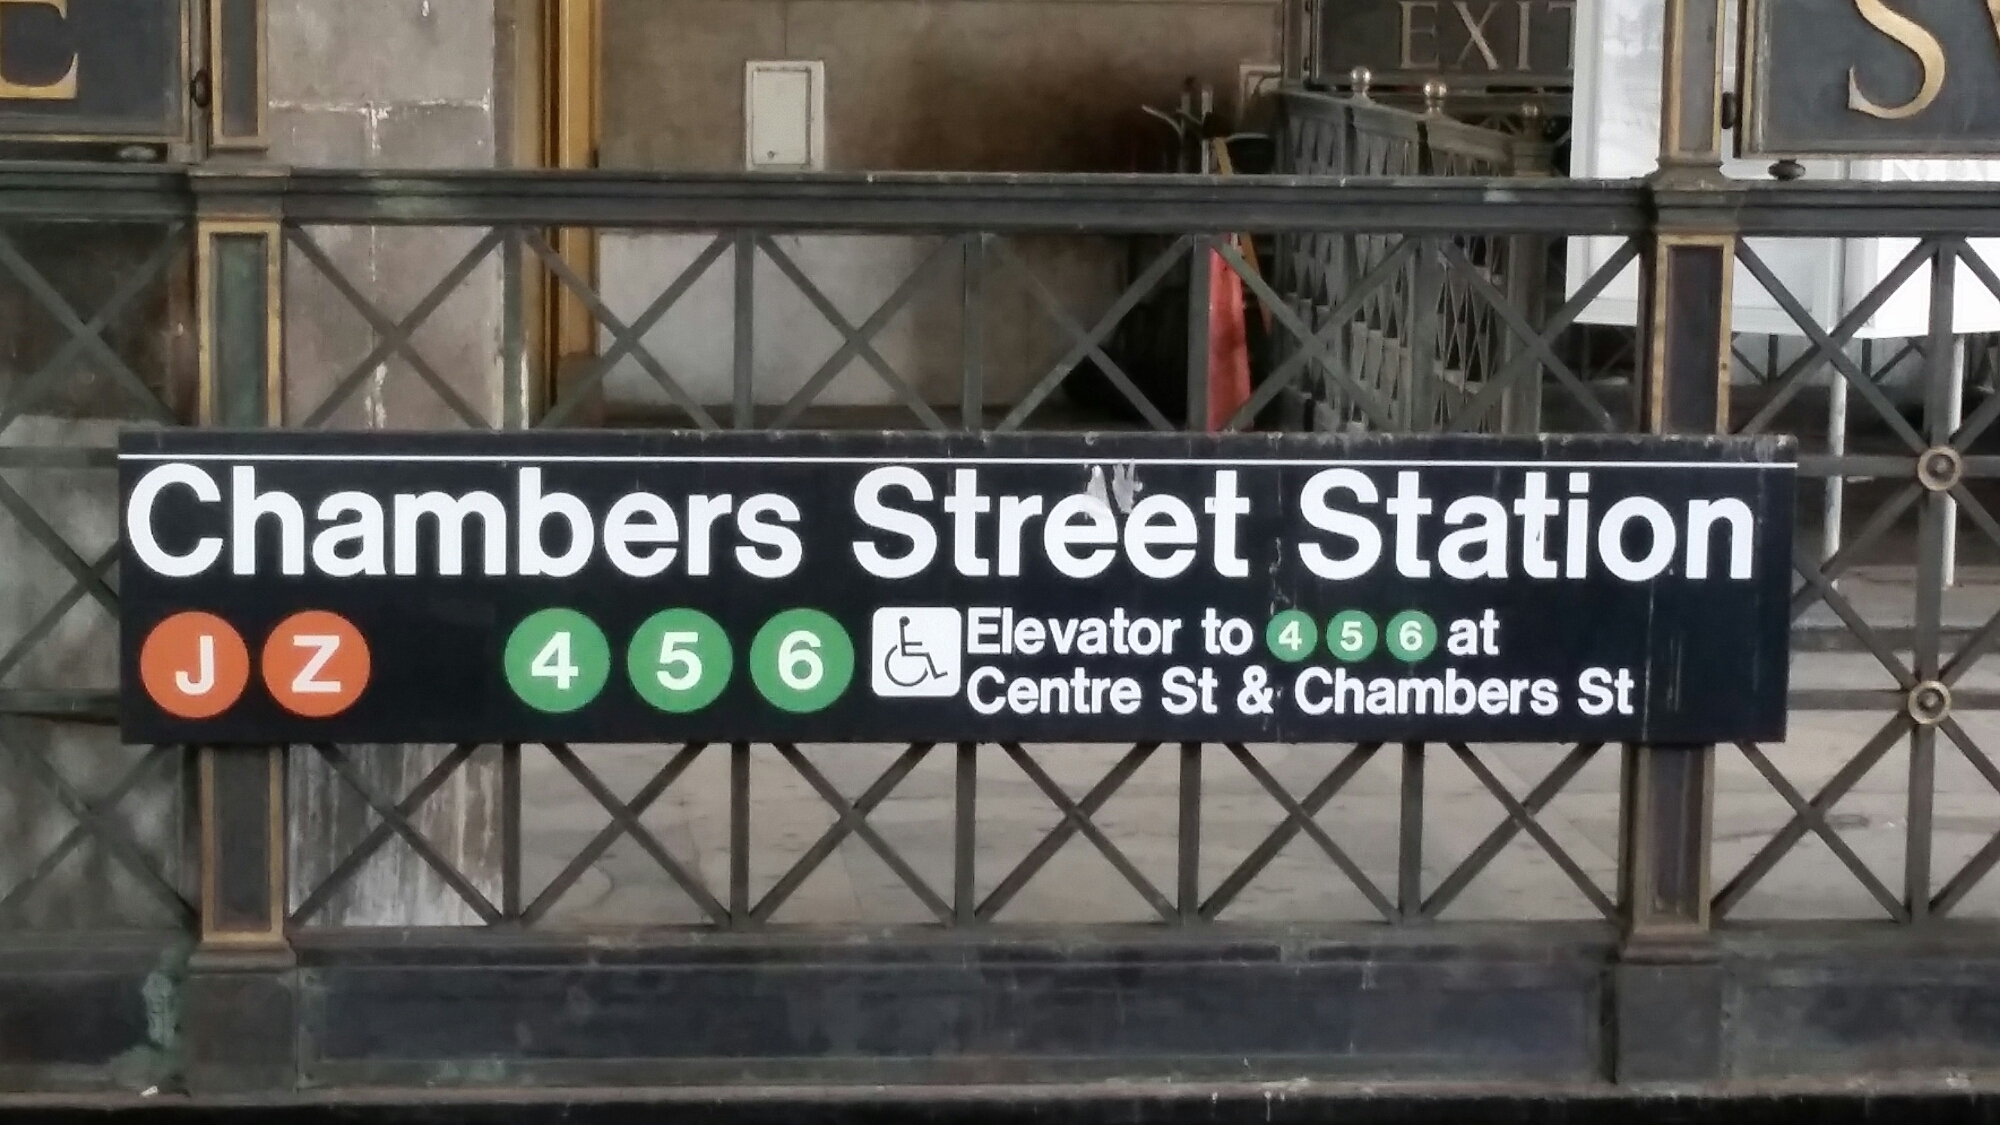 E
EXIT
S
Chambers Street Station
J Z 4 5 6
Elevator to 4 5 6 at
Centre St & Chambers St